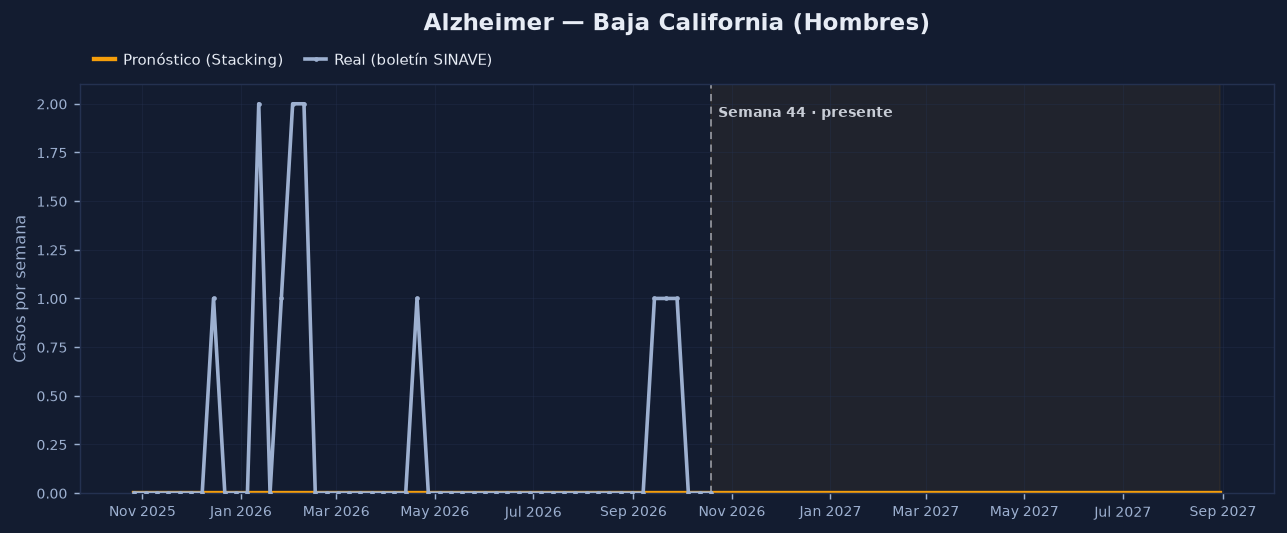 Alzheimer — Baja California (Hombres)
Pronóstico (Stacking)
Real (boletín SINAVE)
Semana 44 · presente
Casos por semana
2.00
1.75
1.50
1.25
1.00
0.75
0.50
0.25
0.00
Nov 2025
Jan 2026
Mar 2026
May 2026
Jul 2026
Sep 2026
Nov 2026
Jan 2027
Mar 2027
May 2027
Jul 2027
Sep 2027